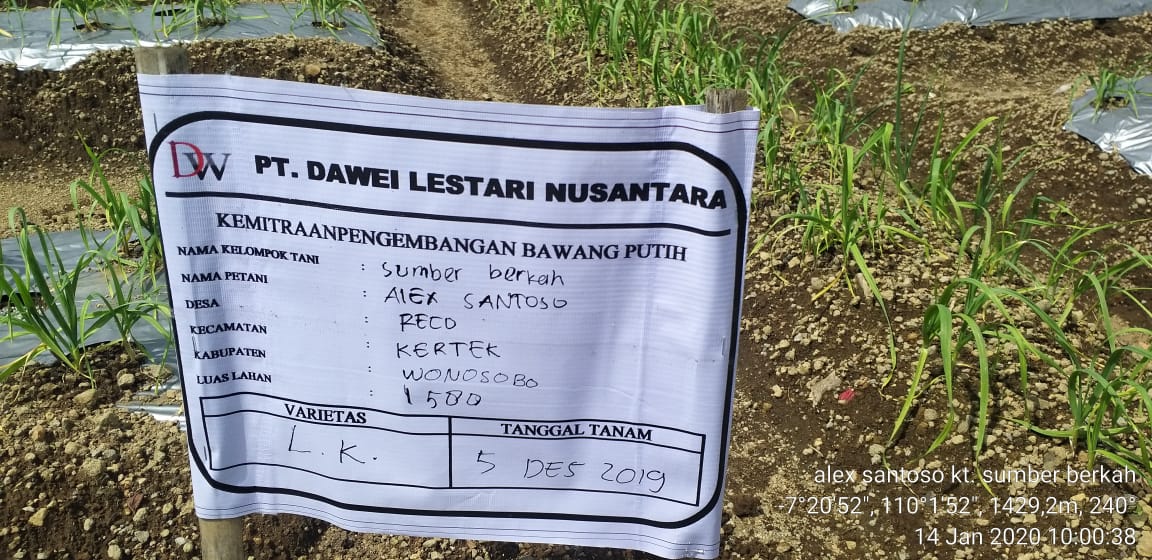 DW PT. DAWEI LESTARI NUSANTARA
KEMITRAANPENGEMBANGAN BAWANG PUTIH
NAMA KELOMPOK TANI : Sumber berkah
NAMA PETANI : ALEX SANTOSO
DESA : RECO
KECAMATAN : KERTEK
KABUPATEN : WONOSOBO
LUAS LAHAN : 1580
VARIETAS TANGGAL TANAM
L.K. 5 DES 2019
alex santoso kt. sumber berkah
-7°20'52", 110°1'52", 1429,2m, 240°
14 Jan 2020 10:00:38